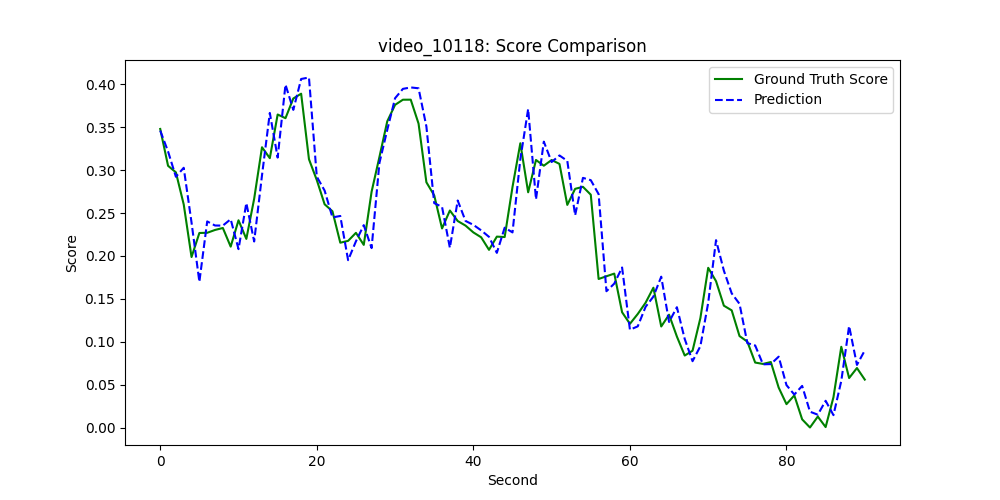 video_10118: Score Comparison
Ground Truth Score
Prediction
0.40
0.35
0.30
0.25
0.20
0.15
0.10
0.05
0.00
Score
0 20 40 60 80
Second